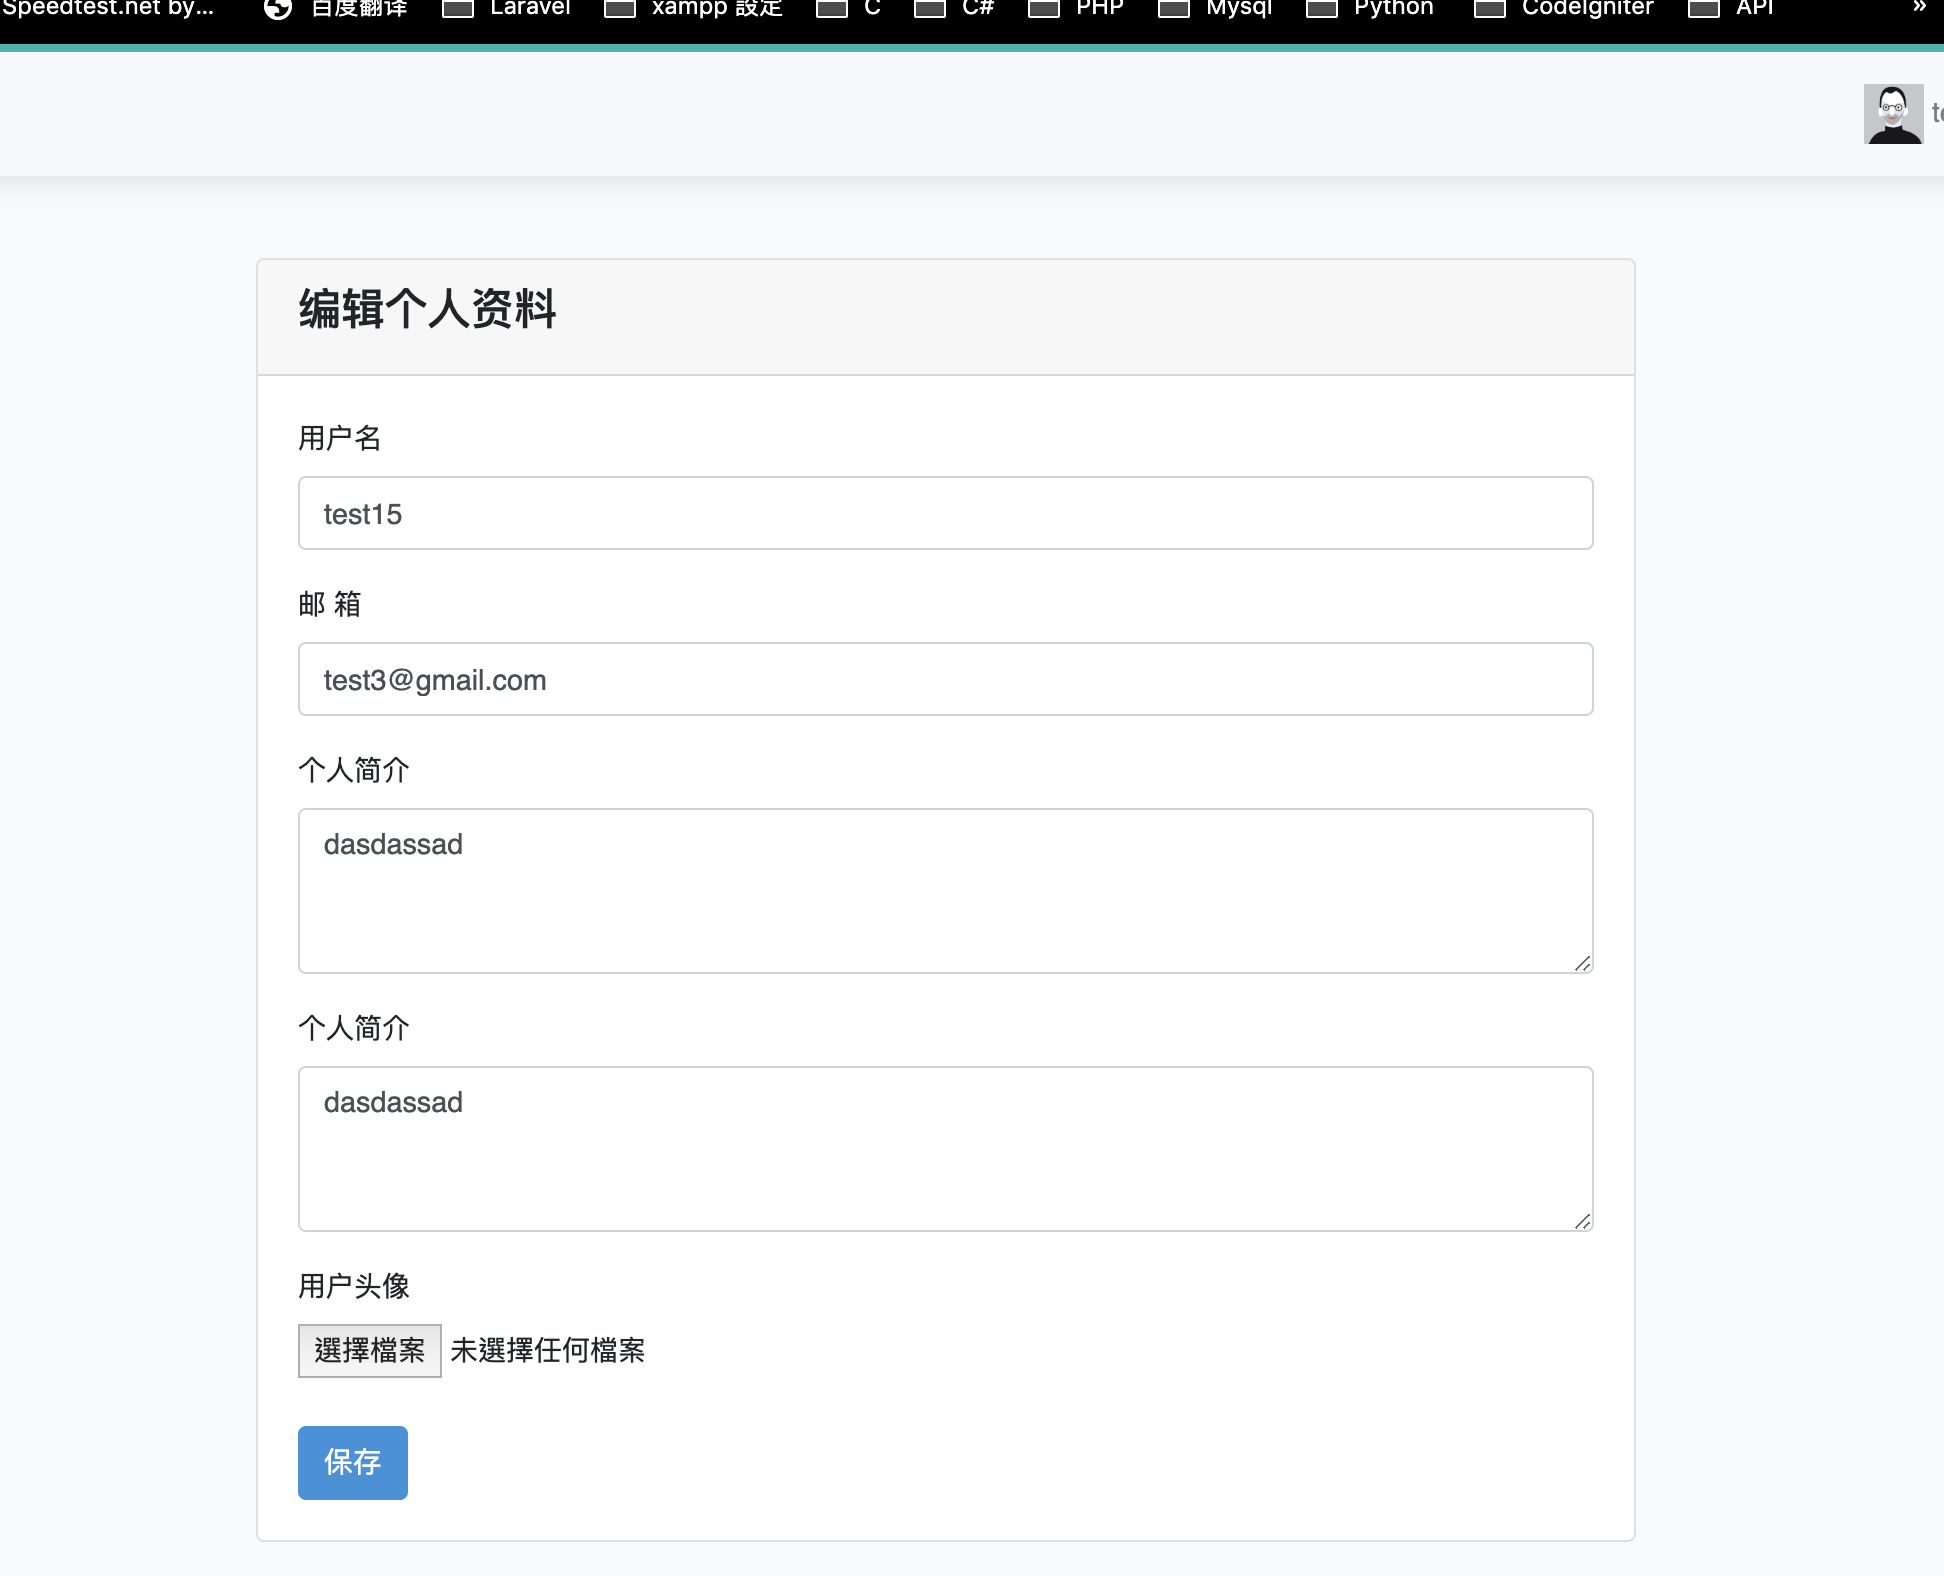 Speedtest.net by... 百度翻译 Laravel xampp 設定 C C# PHP Mysql Python CodeIgniter API »
te
编辑个人资料
用户名
test15
邮 箱
test3@gmail.com
个人简介
dasdassad
个人简介
dasdassad
用户头像
選擇檔案 未選擇任何檔案
保存